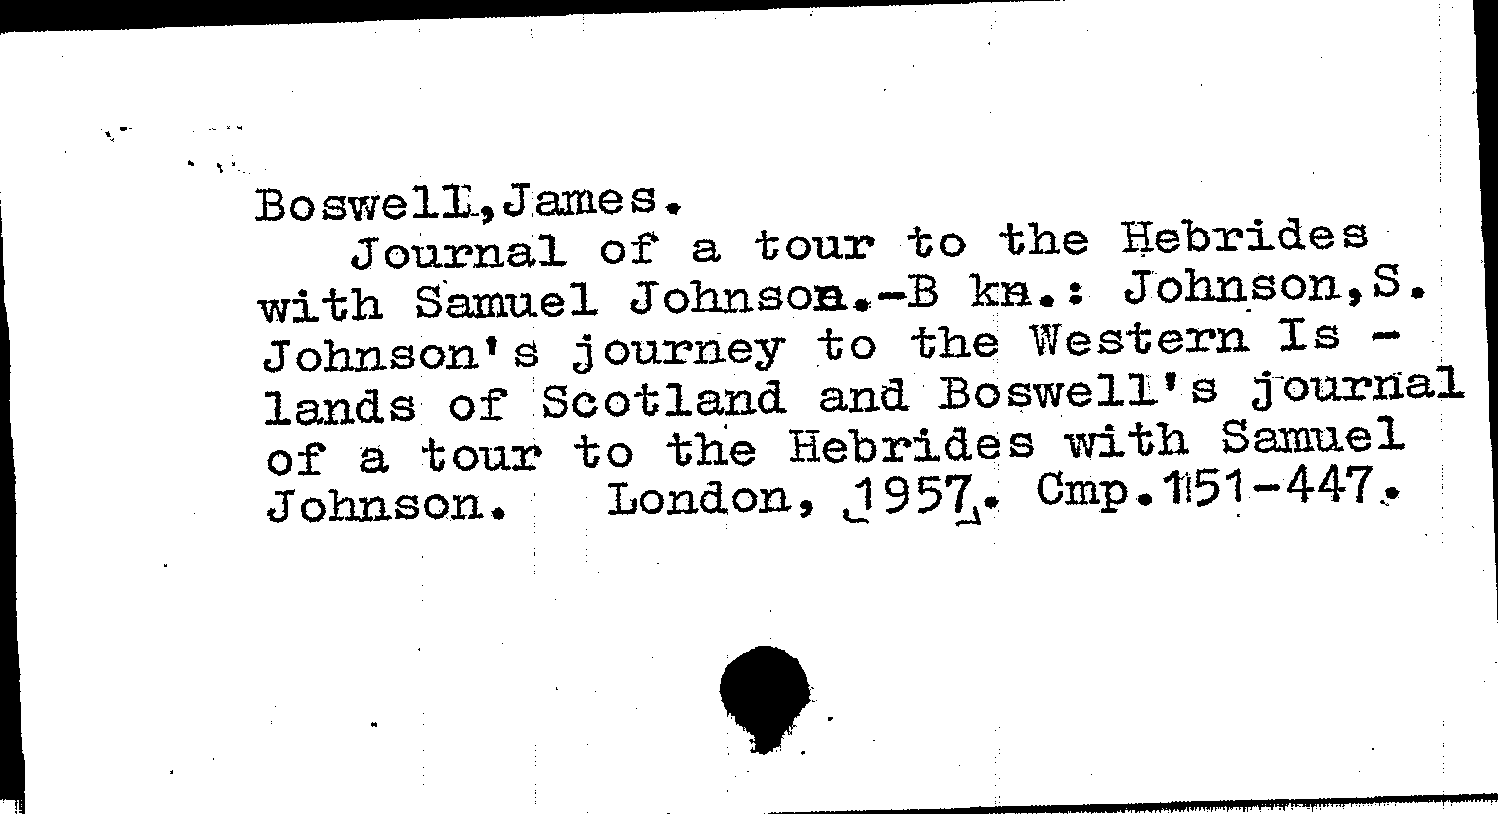 Boswell,James.
Journal of a tour to the Hebrides
with Samuel Johnson.-В кн.: Johnson,S.
Johnson's journey to the Western Is -
lands of Scotland and Boswell's journal
of a tour to the Hebrides with Samuel
Johnson. London, [1957]. Стр.151-447.